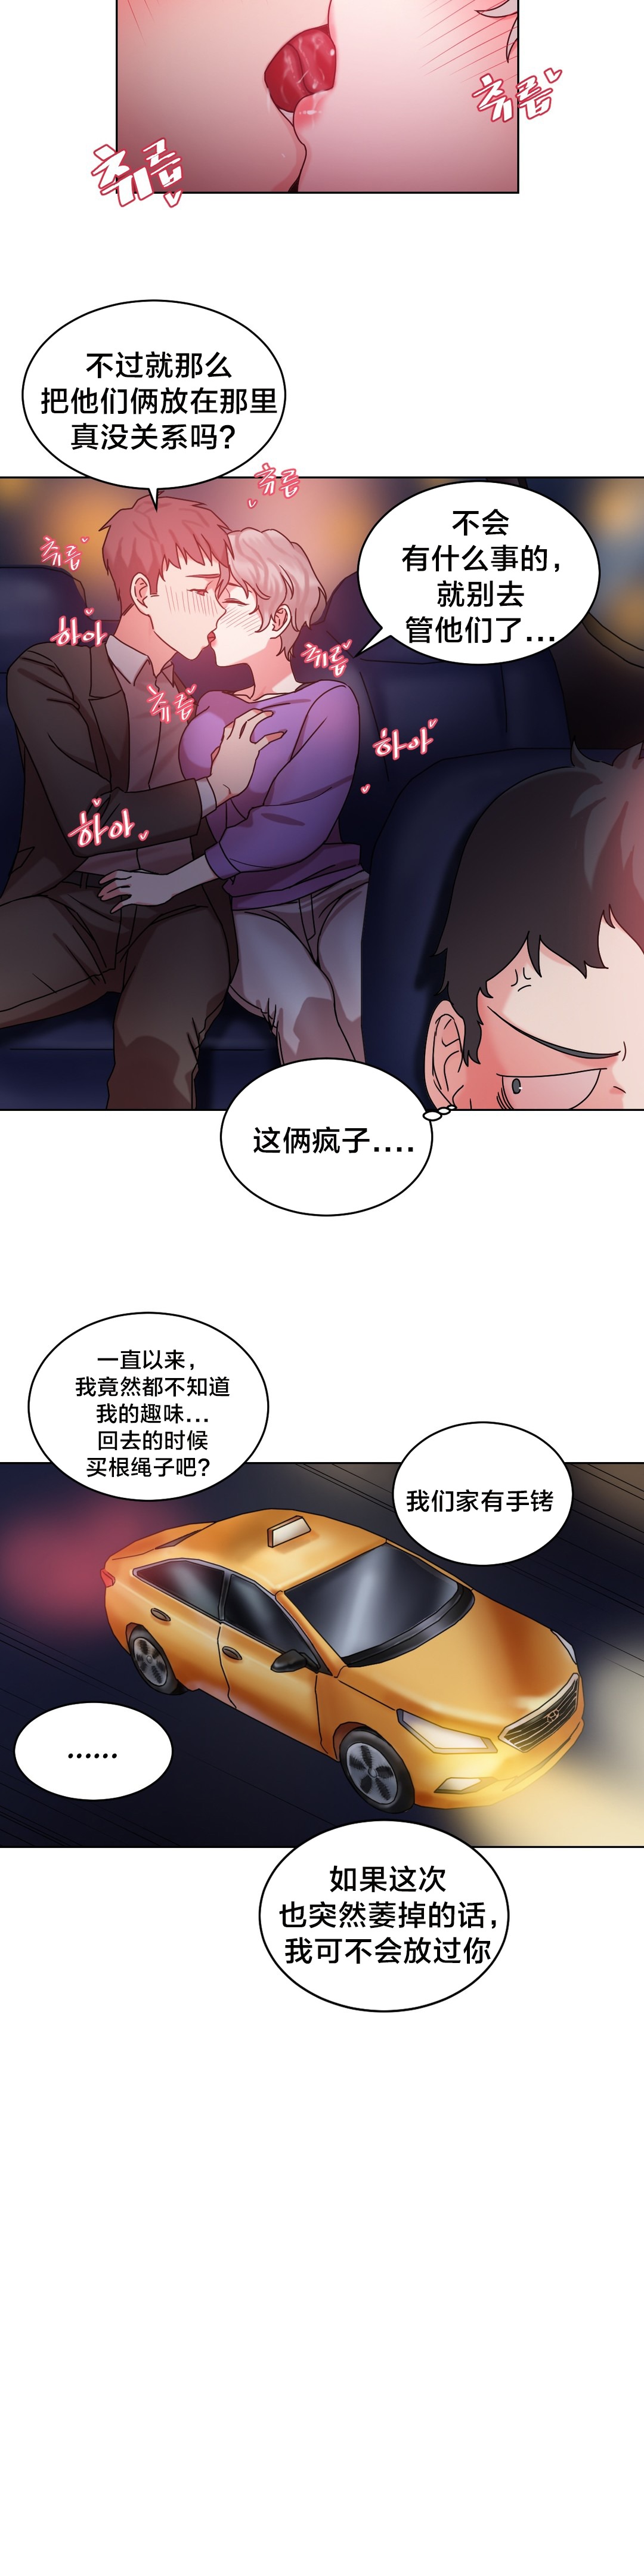 츄릅
츄릅
不过就那么
把他们俩放在那里
真没关系吗?
츄릅
不会
有什么事的,
就别去
管他们了...
츄릅
하아
츄릅
츄릅
하아
하아
这俩疯子....
一直以来,
我竟然都不知道
我的趣味...
回去的时候
买根绳子吧?
我们家有手铐
......
如果这次
也突然萎掉的话,
我可不会放过你